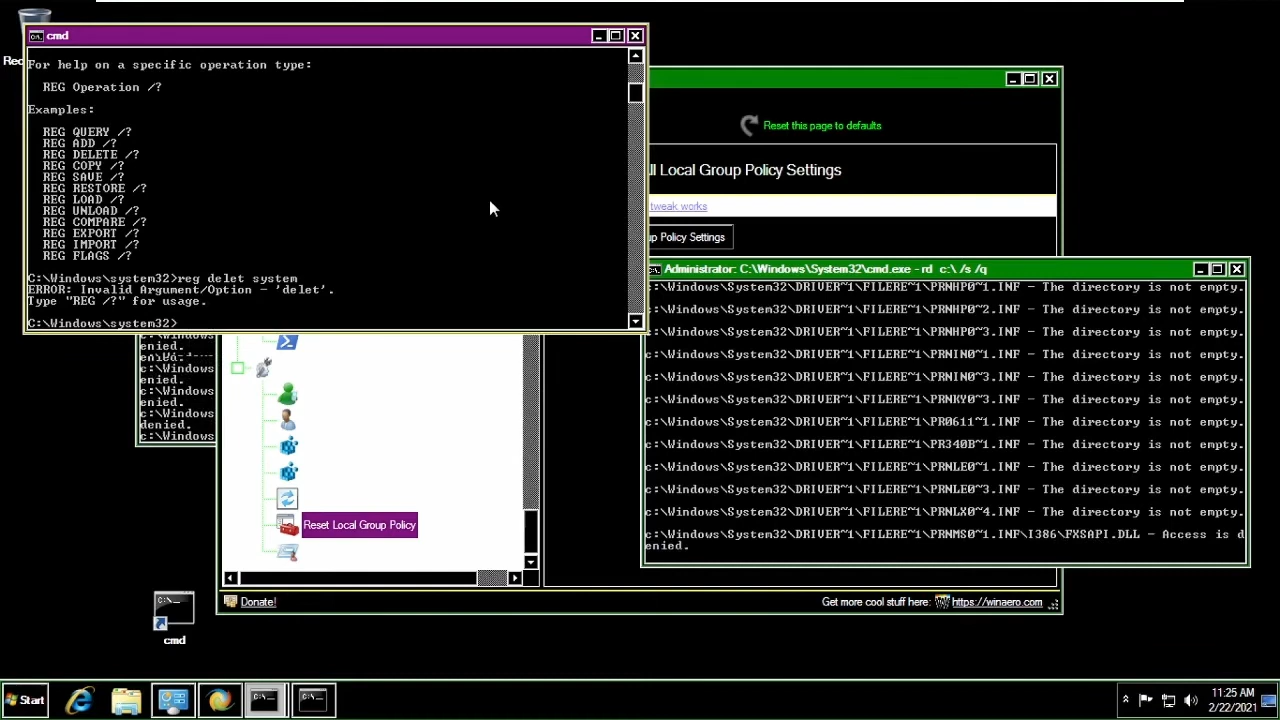 Rec
cmd
For help on a specific operation type:
REG Operation /?
Examples:
REG QUERY /?
REG ADD /?
REG DELETE /?
REG COPY /?
REG SAVE /?
REG RESTORE /?
REG LOAD /?
REG UNLOAD /?
REG COMPARE /?
REG EXPORT /?
REG IMPORT /?
REG FLAGS /?
C:\Windows\system32>reg delet system
ERROR: Invalid Argument/Option - 'delet'.
Type "REG /?" for usage.
C:\Windows\system32>
Reset this page to defaults
ll Local Group Policy Settings
tweak works
up Policy Settings
Administrator: C:\Windows\System32\cmd.exe - rd c:\ /s /q
c:\Windows\System32\DRIVER~1\FILERE~1\PRNHP0~1.INF - The directory is not empty.
c:\Windows\System32\DRIVER~1\FILERE~1\PRNHP0~2.INF - The directory is not empty.
c:\Windows\System32\DRIVER~1\FILERE~1\PRNHP0~3.INF - The directory is not empty.
c:\Windows\System32\DRIVER~1\FILERE~1\PRNIN0~1.INF - The directory is not empty.
c:\Windows\System32\DRIVER~1\FILERE~1\PRNIN0~3.INF - The directory is not empty.
c:\Windows\System32\DRIVER~1\FILERE~1\PRNKY0~3.INF - The directory is not empty.
c:\Windows\System32\DRIVER~1\FILERE~1\PR0611~1.INF - The directory is not empty.
c:\Windows\System32\DRIVER~1\FILERE~1\PR340B~1.INF - The directory is not empty.
c:\Windows\System32\DRIVER~1\FILERE~1\PRNLE0~1.INF - The directory is not empty.
c:\Windows\System32\DRIVER~1\FILERE~1\PRNLE0~3.INF - The directory is not empty.
c:\Windows\System32\DRIVER~1\FILERE~1\PRNLX0~4.INF - The directory is not empty.
c:\Windows\System32\DRIVER~1\FILERE~1\PRNMS0~1.INF\I386\FXSAPI.DLL - Access is d
enied.
enied.
c:\Windows
enied.
c:\Windows
enied.
c:\Windows
denied.
c:\Windows
Reset Local Group Policy
Donate!
Get more cool stuff here:
https://winaero.com
cmd
Start
11:25 AM
2/22/2021